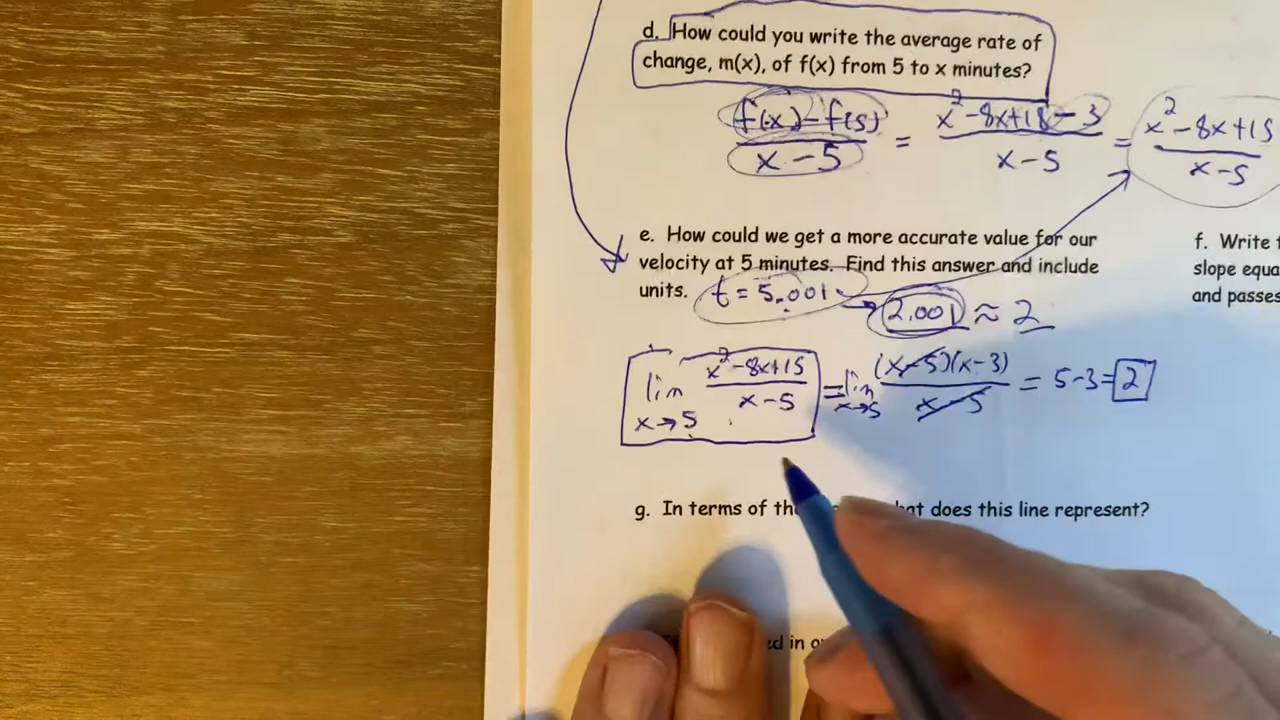 d. How could you write the average rate of
change, m(x), of f(x) from 5 to x minutes?
f(x) - f(5) / x - 5 = x² - 8x + 18 - 3 / x - 5 = x² - 8x + 15 / x - 5
e. How could we get a more accurate value for our
velocity at 5 minutes. Find this answer and include
units. t = 5.001 → 2.001 ≈ 2
lim x→5 x² - 8x + 15 / x - 5 = lim x→5 (x - 5)(x - 3) / x - 5 = 5 - 3 = 2
f. Write
slope
and passes
g. In terms of what does this line represent?
in